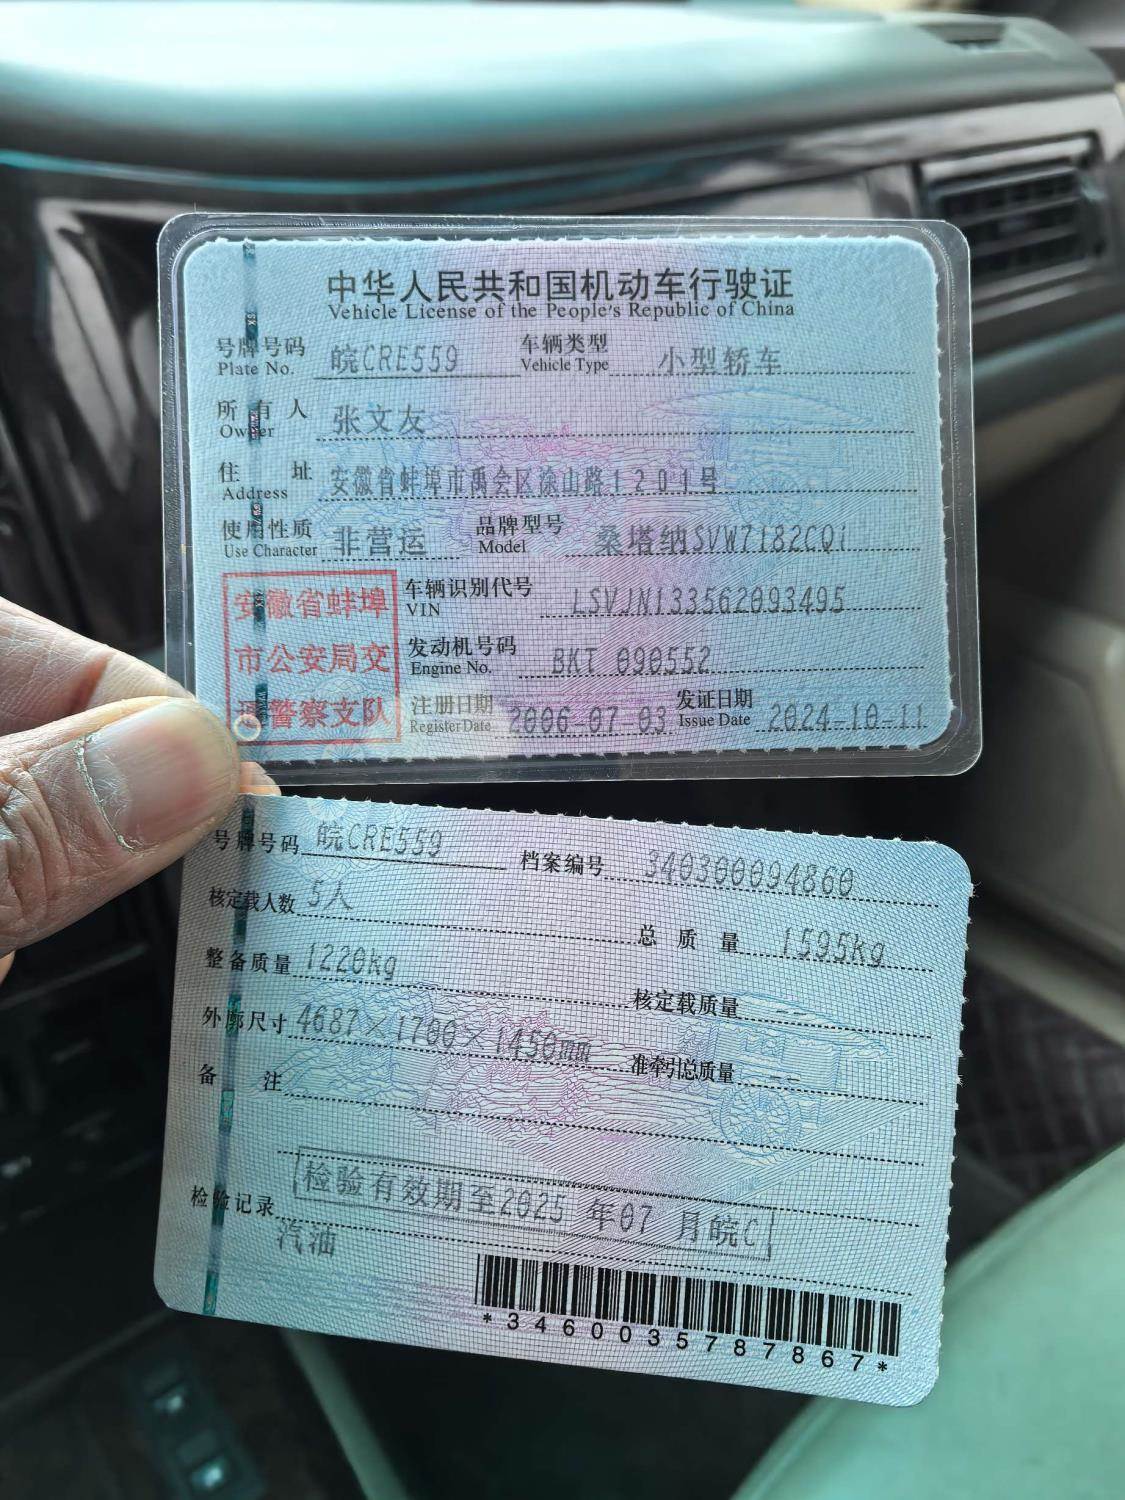 中华人民共和国机动车行驶证
Vehicle License of the People's Republic of China
号牌号码 皖CRE559 车辆类型 小型轿车
Plate No. Vehicle Type
所有人 张文友
Owner
住址 安徽省蚌埠市禹会区涂山路1201号
Address
使用性质 非营运 品牌型号 桑塔纳SVW7182CQi
Use Character Model
安徽省蚌埠 车辆识别代号 LSVJN133562093495
VIN
市公安局交 发动机号码 BKT 090552
Engine No.
警察支队 注册日期 2006-07-03 发证日期 2024-10-11
Register Date Issue Date
号牌号码 皖CRE559 档案编号 340300094860
核定载人数 5人 总质量 1595kg
整备质量 1220kg 核定载质量 --
外廓尺寸 4687×1700×1450mm 准牵引总质量 --
备注
检验记录 检验有效期至2025年07月皖C
汽油
*3460035787867*